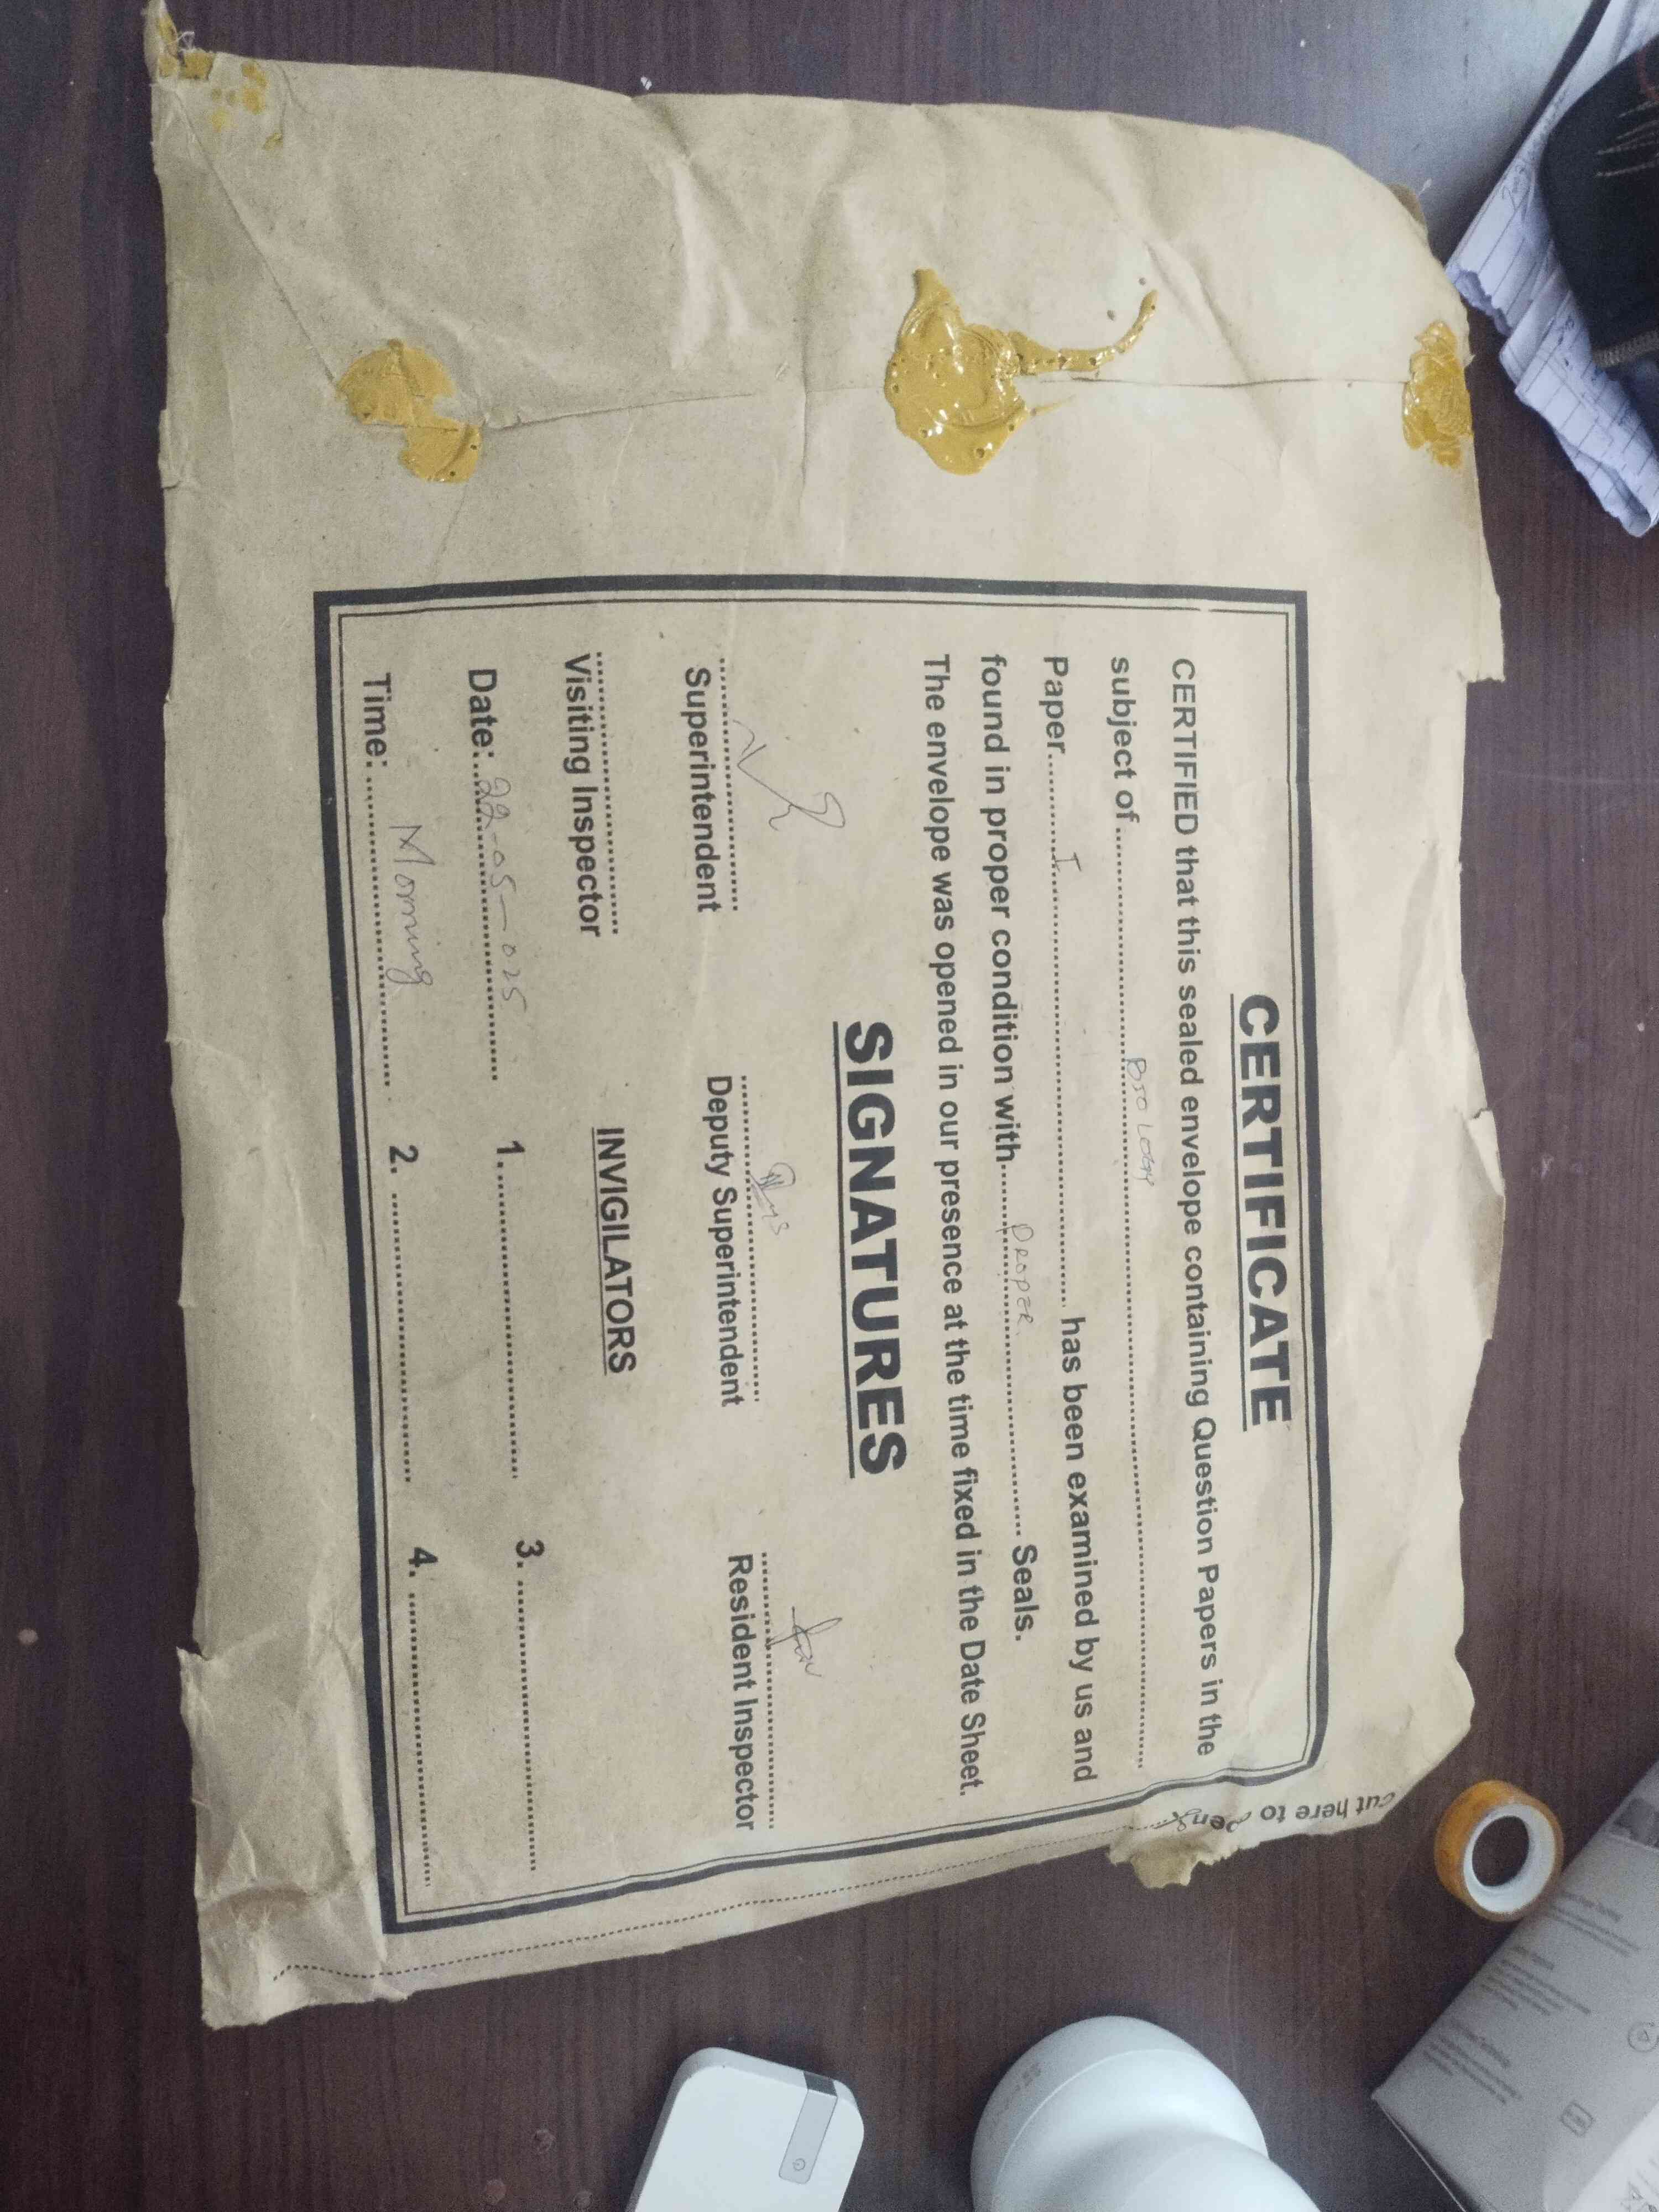 CERTIFICATE
CERTIFIED that this sealed envelope containing Question Papers in the
subject of.......... BIOLOGY ..........
Paper.......... I .......... has been examined by us and
found in proper condition with.......... PROPER .......... Seals.
The envelope was opened in our presence at the time fixed in the Date Sheet.
SIGNATURES
Superintendent Deputy Superintendent Resident Inspector
Visiting Inspector
INVIGILATORS
Date: 22-05-025 1. .......... 3. ..........
Time: Morning 2. .......... 4. ..........
cut here to